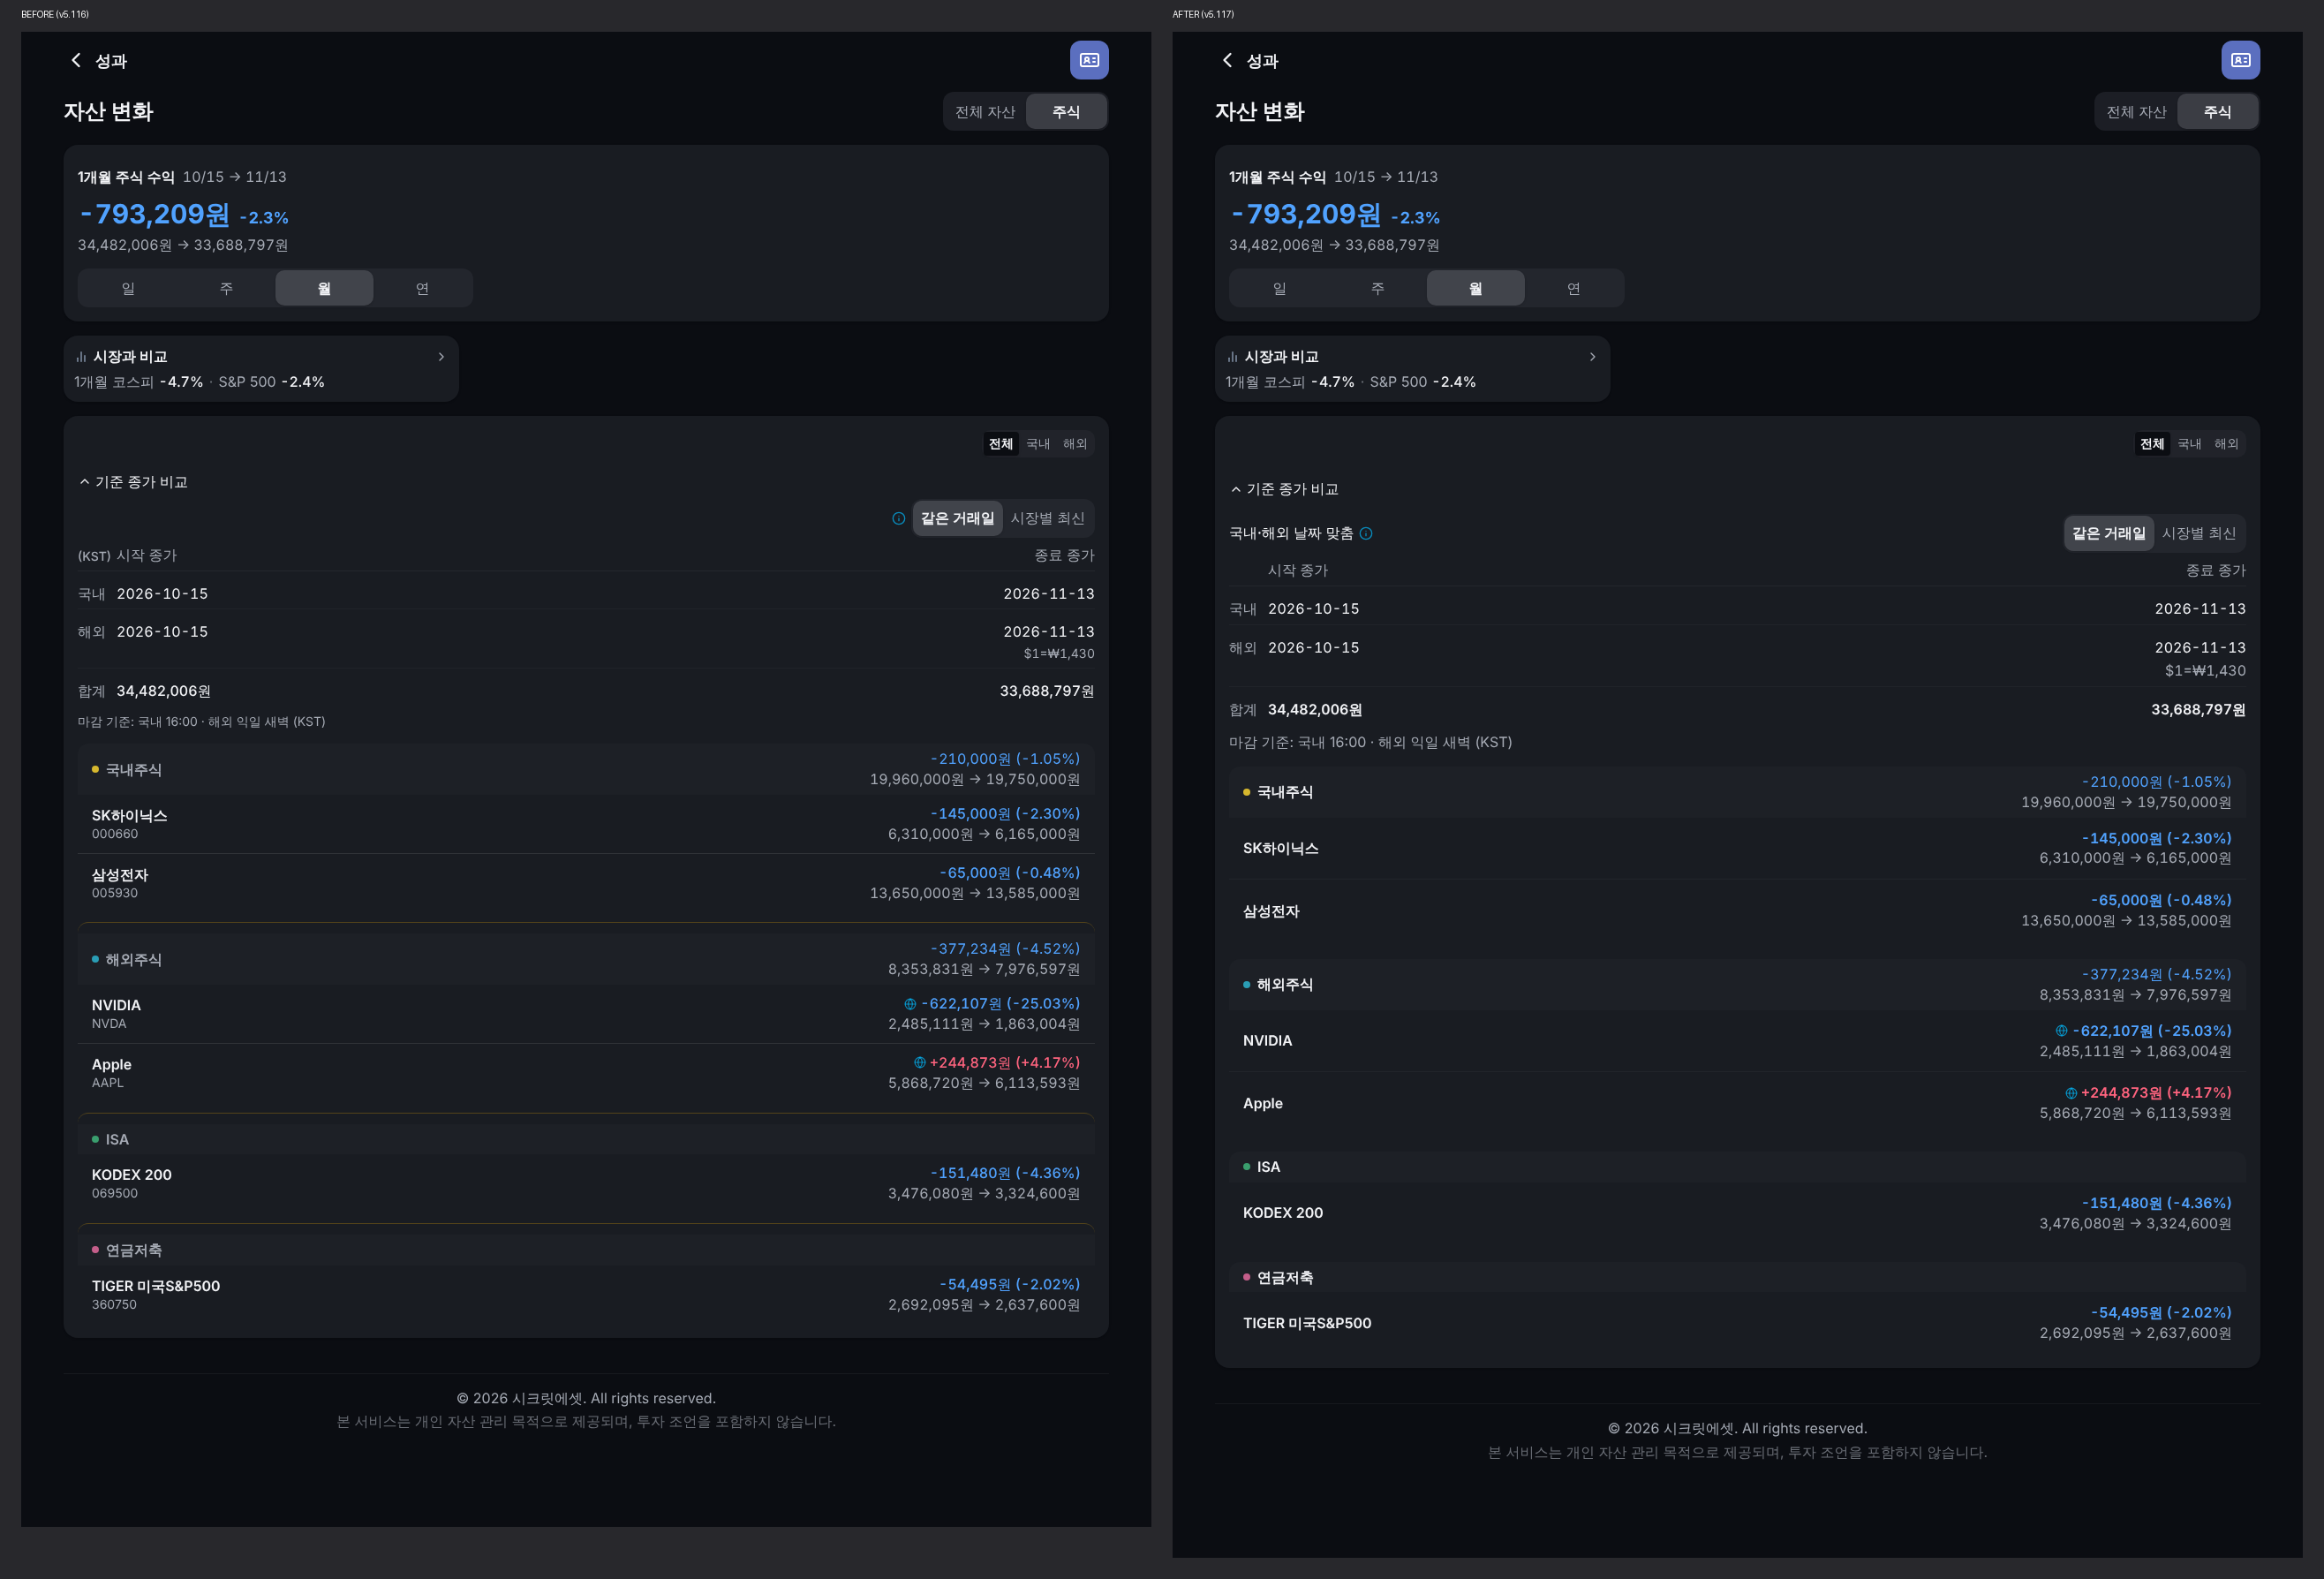 BEFORE (v5.116)
성과
자산 변화
전체 자산 주식
1개월 주식 수익 10/15 → 11/13
-793,209원 -2.3%
34,482,006원 → 33,688,797원
일 주 월 연
시장과 비교
1개월 코스피 -4.7% · S&P 500 -2.4%
전체 국내 해외
기준 종가 비교
같은 거래일 시장별 최신
(KST) 시작 종가 종료 종가
국내 2026-10-15 2026-11-13
해외 2026-10-15 2026-11-13
$1=₩1,430
합계 34,482,006원 33,688,797원
마감 기준: 국내 16:00 · 해외 익일 새벽 (KST)
국내주식 -210,000원 (-1.05%)
19,960,000원 → 19,750,000원
SK하이닉스 -145,000원 (-2.30%)
000660 6,310,000원 → 6,165,000원
삼성전자 -65,000원 (-0.48%)
005930 13,650,000원 → 13,585,000원
해외주식 -377,234원 (-4.52%)
8,353,831원 → 7,976,597원
NVIDIA -622,107원 (-25.03%)
NVDA 2,485,111원 → 1,863,004원
Apple +244,873원 (+4.17%)
AAPL 5,868,720원 → 6,113,593원
ISA
KODEX 200 -151,480원 (-4.36%)
069500 3,476,080원 → 3,324,600원
연금저축
TIGER 미국S&P500 -54,495원 (-2.02%)
360750 2,692,095원 → 2,637,600원
© 2026 시크릿에셋. All rights reserved.
본 서비스는 개인 자산 관리 목적으로 제공되며, 투자 조언을 포함하지 않습니다.
AFTER (v5.117)
성과
자산 변화
전체 자산 주식
1개월 주식 수익 10/15 → 11/13
-793,209원 -2.3%
34,482,006원 → 33,688,797원
일 주 월 연
시장과 비교
1개월 코스피 -4.7% · S&P 500 -2.4%
전체 국내 해외
기준 종가 비교
국내·해외 날짜 맞춤 같은 거래일 시장별 최신
시작 종가 종료 종가
국내 2026-10-15 2026-11-13
해외 2026-10-15 2026-11-13
$1=₩1,430
합계 34,482,006원 33,688,797원
마감 기준: 국내 16:00 · 해외 익일 새벽 (KST)
국내주식 -210,000원 (-1.05%)
19,960,000원 → 19,750,000원
SK하이닉스 -145,000원 (-2.30%)
6,310,000원 → 6,165,000원
삼성전자 -65,000원 (-0.48%)
13,650,000원 → 13,585,000원
해외주식 -377,234원 (-4.52%)
8,353,831원 → 7,976,597원
NVIDIA -622,107원 (-25.03%)
2,485,111원 → 1,863,004원
Apple +244,873원 (+4.17%)
5,868,720원 → 6,113,593원
ISA
KODEX 200 -151,480원 (-4.36%)
3,476,080원 → 3,324,600원
연금저축
TIGER 미국S&P500 -54,495원 (-2.02%)
2,692,095원 → 2,637,600원
© 2026 시크릿에셋. All rights reserved.
본 서비스는 개인 자산 관리 목적으로 제공되며, 투자 조언을 포함하지 않습니다.